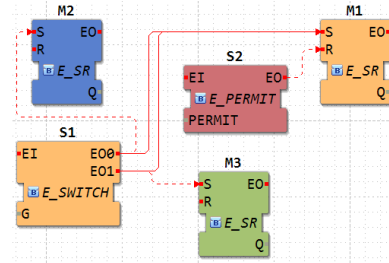 M2
S EO
R
B E_SR
Q
M1
S EO
R
B E_SR
Q
S2
EI EO
B E_PERMIT
PERMIT
S1
EI EO0
EO1
B E_SWITCH
G
M3
S EO
R
B E_SR
Q